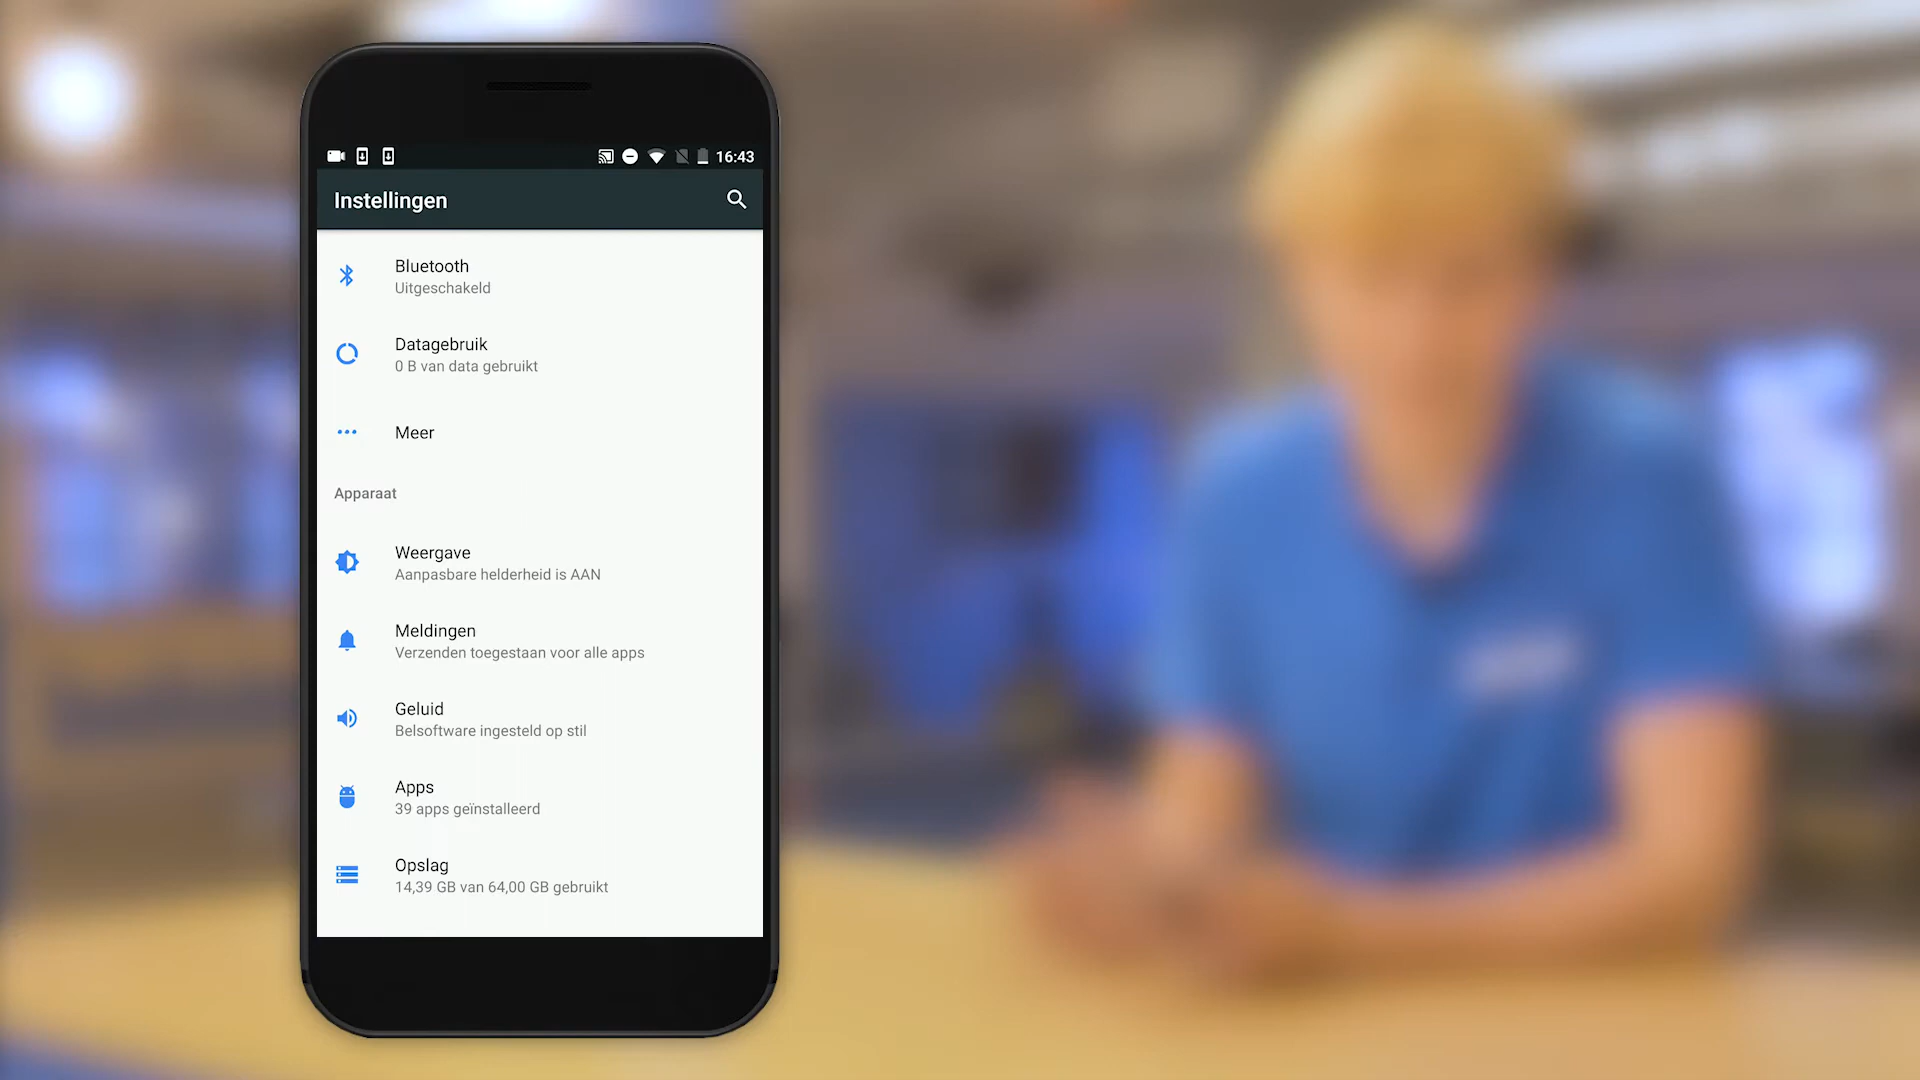 16:43
Instellingen
Bluetooth
Uitgeschakeld
Datagebruik
0 B van data gebruikt
Meer
Apparaat
Weergave
Aanpasbare helderheid is AAN
Meldingen
Verzenden toegestaan voor alle apps
Geluid
Belsoftware ingesteld op stil
Apps
39 apps geïnstalleerd
Opslag
14,39 GB van 64,00 GB gebruikt